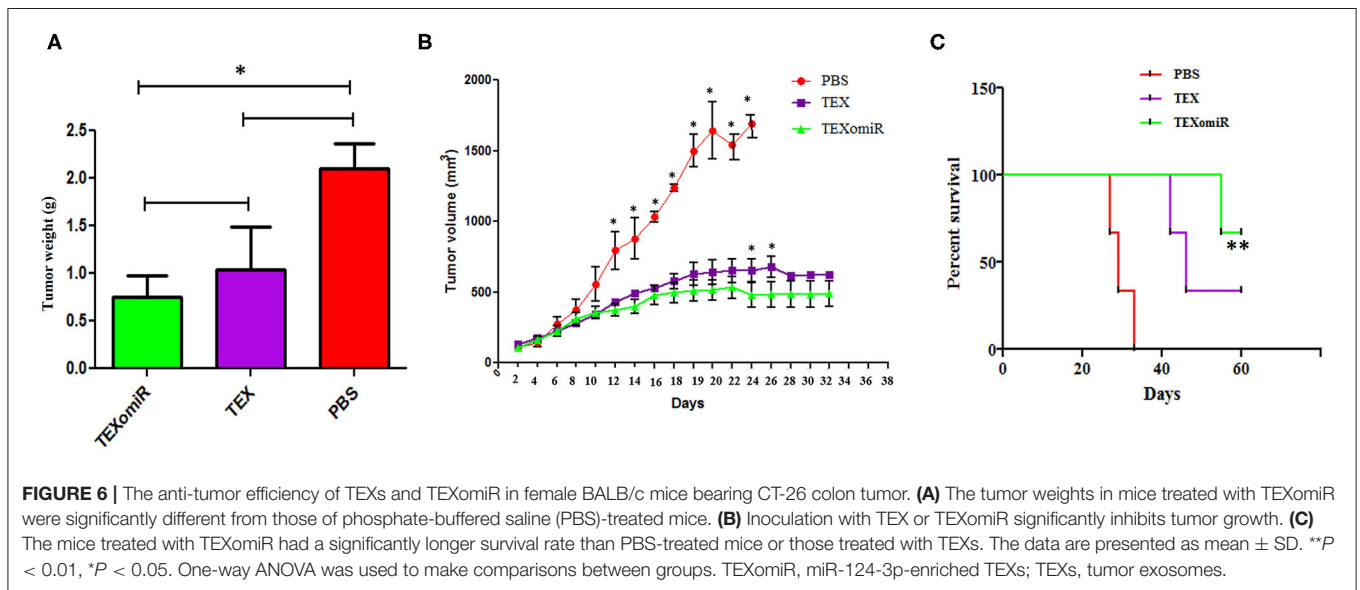 A
*
Tumor weight (g)
2.5
2.0
1.5
1.0
0.5
0.0
TEXomiR
TEX
PBS
B
PBS
TEX
TEXomiR
Tumor volume (mm³)
2000
1500
1000
500
0
* * * * * * * * * *
0 2 4 6 8 10 12 14 16 18 19 20 22 24 26 28 30 32 34 36 38
Days
C
PBS
TEX
TEXomiR
Percent survival
150
100
50
0
**
0 20 40 60
Days
FIGURE 6 | The anti-tumor efficiency of TEXs and TEXomiR in female BALB/c mice bearing CT-26 colon tumor. (A) The tumor weights in mice treated with TEXomiR
were significantly different from those of phosphate-buffered saline (PBS)-treated mice. (B) Inoculation with TEX or TEXomiR significantly inhibits tumor growth. (C)
The mice treated with TEXomiR had a significantly longer survival rate than PBS-treated mice or those treated with TEXs. The data are presented as mean ± SD. **P
< 0.01, *P < 0.05. One-way ANOVA was used to make comparisons between groups. TEXomiR, miR-124-3p-enriched TEXs; TEXs, tumor exosomes.